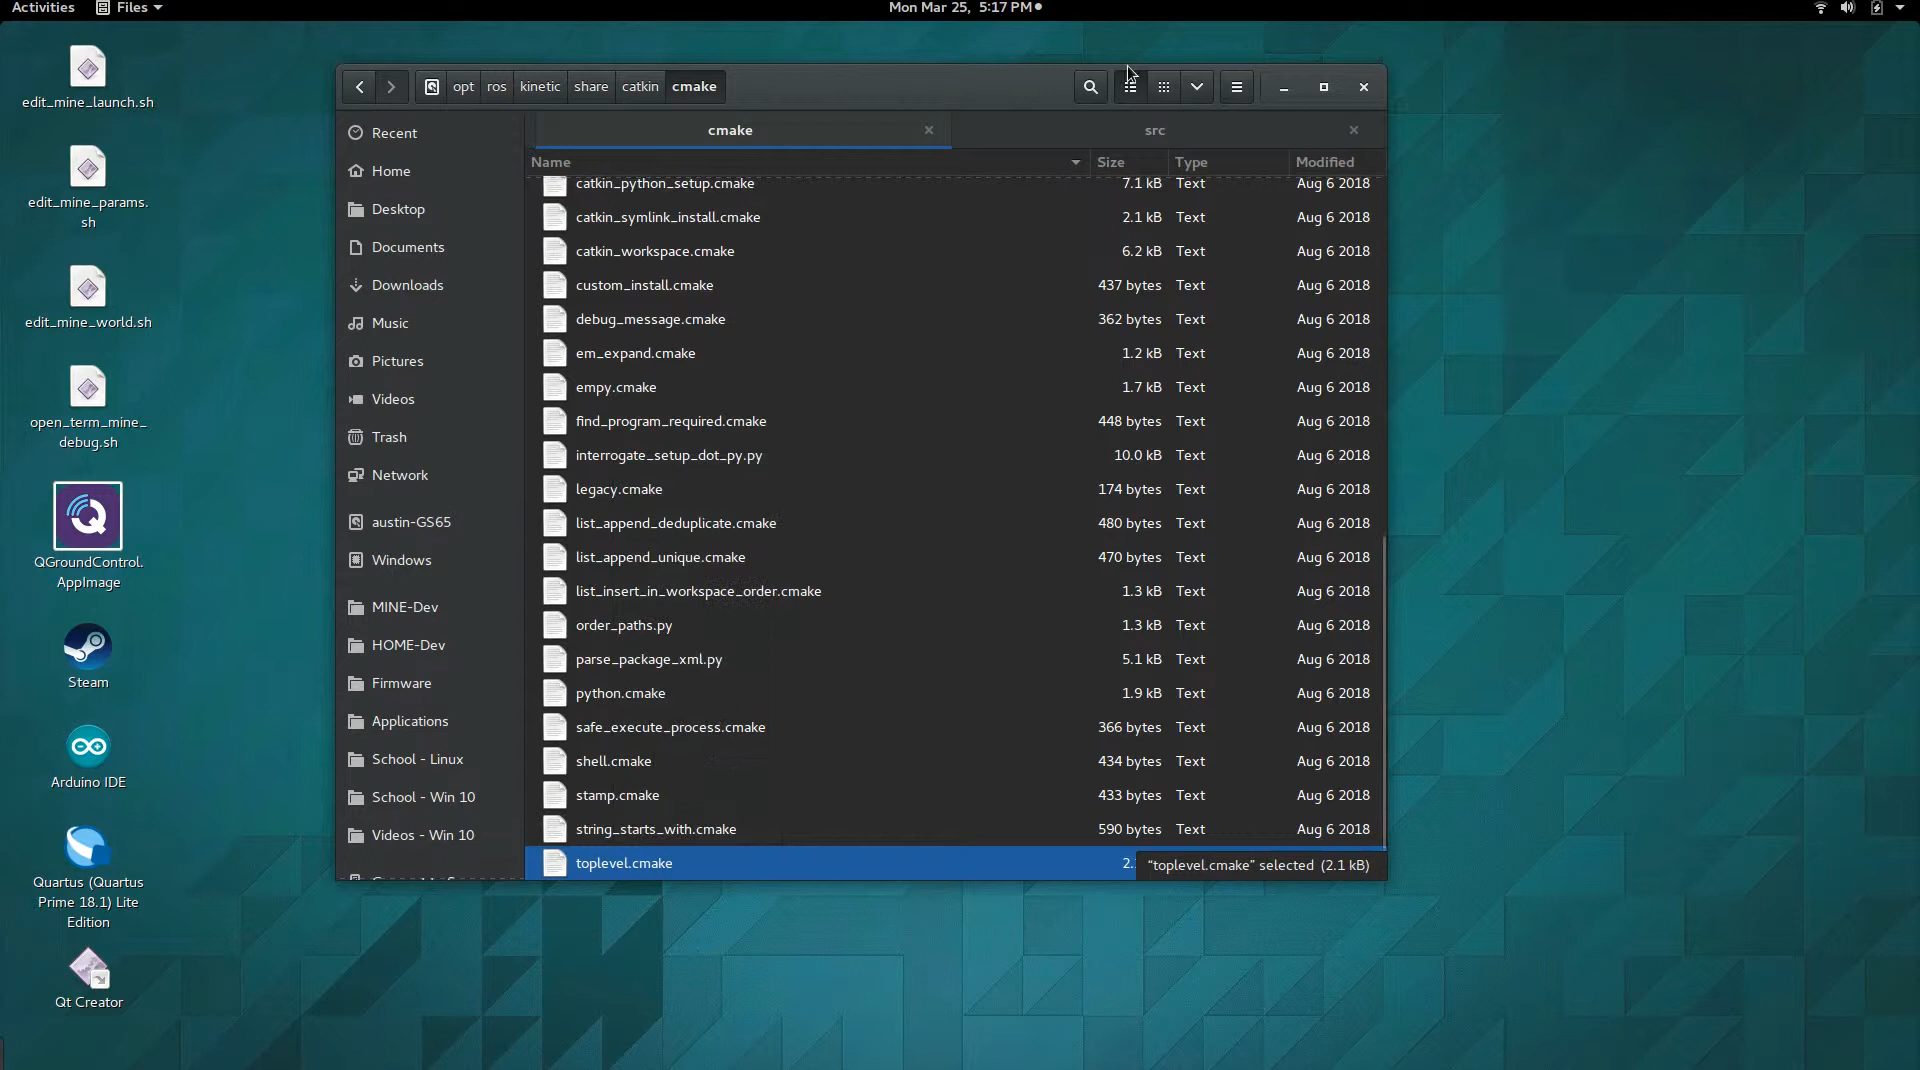 Activities Files Mon Mar 25, 5:17 PM
edit_mine_launch.sh
edit_mine_params.
sh
edit_mine_world.sh
open_term_mine_
debug.sh
QGroundControl.
AppImage
Steam
Arduino IDE
Quartus (Quartus
Prime 18.1) Lite
Edition
Qt Creator
opt ros kinetic share catkin cmake
Recent
Home
Desktop
Documents
Downloads
Music
Pictures
Videos
Trash
Network
austin-GS65
Windows
MINE-Dev
HOME-Dev
Firmware
Applications
School - Linux
School - Win 10
Videos - Win 10
cmake src
Name Size Type Modified
catkin_python_setup.cmake 7.1 kB Text Aug 6 2018
catkin_symlink_install.cmake 2.1 kB Text Aug 6 2018
catkin_workspace.cmake 6.2 kB Text Aug 6 2018
custom_install.cmake 437 bytes Text Aug 6 2018
debug_message.cmake 362 bytes Text Aug 6 2018
em_expand.cmake 1.2 kB Text Aug 6 2018
empy.cmake 1.7 kB Text Aug 6 2018
find_program_required.cmake 448 bytes Text Aug 6 2018
interrogate_setup_dot_py.py 10.0 kB Text Aug 6 2018
legacy.cmake 174 bytes Text Aug 6 2018
list_append_deduplicate.cmake 480 bytes Text Aug 6 2018
list_append_unique.cmake 470 bytes Text Aug 6 2018
list_insert_in_workspace_order.cmake 1.3 kB Text Aug 6 2018
order_paths.py 1.3 kB Text Aug 6 2018
parse_package_xml.py 5.1 kB Text Aug 6 2018
python.cmake 1.9 kB Text Aug 6 2018
safe_execute_process.cmake 366 bytes Text Aug 6 2018
shell.cmake 434 bytes Text Aug 6 2018
stamp.cmake 433 bytes Text Aug 6 2018
string_starts_with.cmake 590 bytes Text Aug 6 2018
toplevel.cmake 2. "toplevel.cmake" selected (2.1 kB)